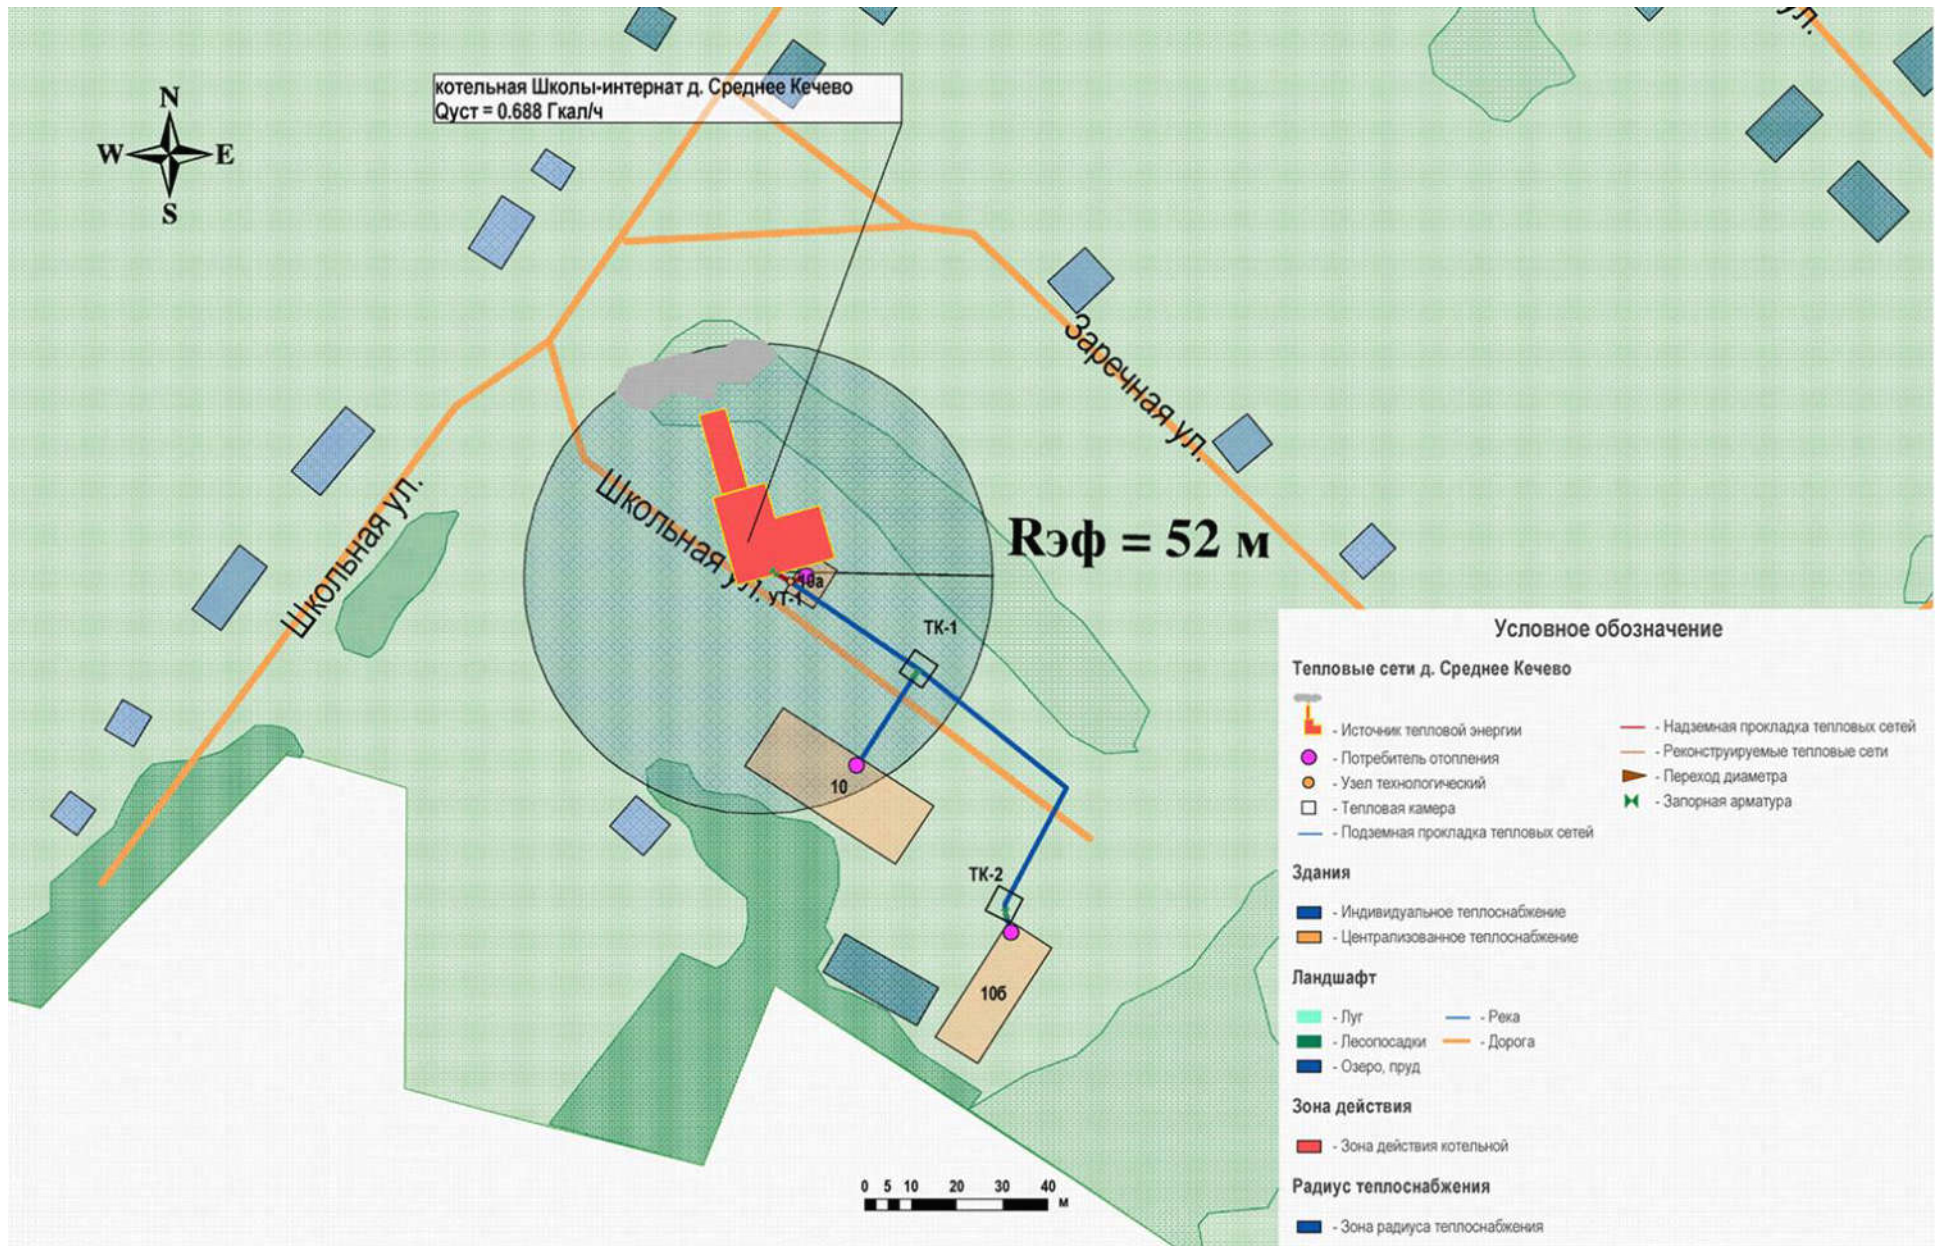 ул.
котельная Школы-интернат д. Среднее Кечево
Qуст = 0.688 Гкал/ч
N
W
E
S
Заречная ул.
Школьная ул.
Школьная ул.
Rэф = 52 м
10а
УТ-1
ТК-1
10
ТК-2
10б
0 5 10 20 30 40
м
Условное обозначение
Тепловые сети д. Среднее Кечево
- Источник тепловой энергии
- Потребитель отопления
- Узел технологический
- Тепловая камера
- Подземная прокладка тепловых сетей
- Надземная прокладка тепловых сетей
- Реконструируемые тепловые сети
- Переход диаметра
- Запорная арматура
Здания
- Индивидуальное теплоснабжение
- Централизованное теплоснабжение
Ландшафт
- Луг
- Лесопосадки
- Озеро, пруд
- Река
- Дорога
Зона действия
- Зона действия котельной
Радиус теплоснабжения
- Зона радиуса теплоснабжения